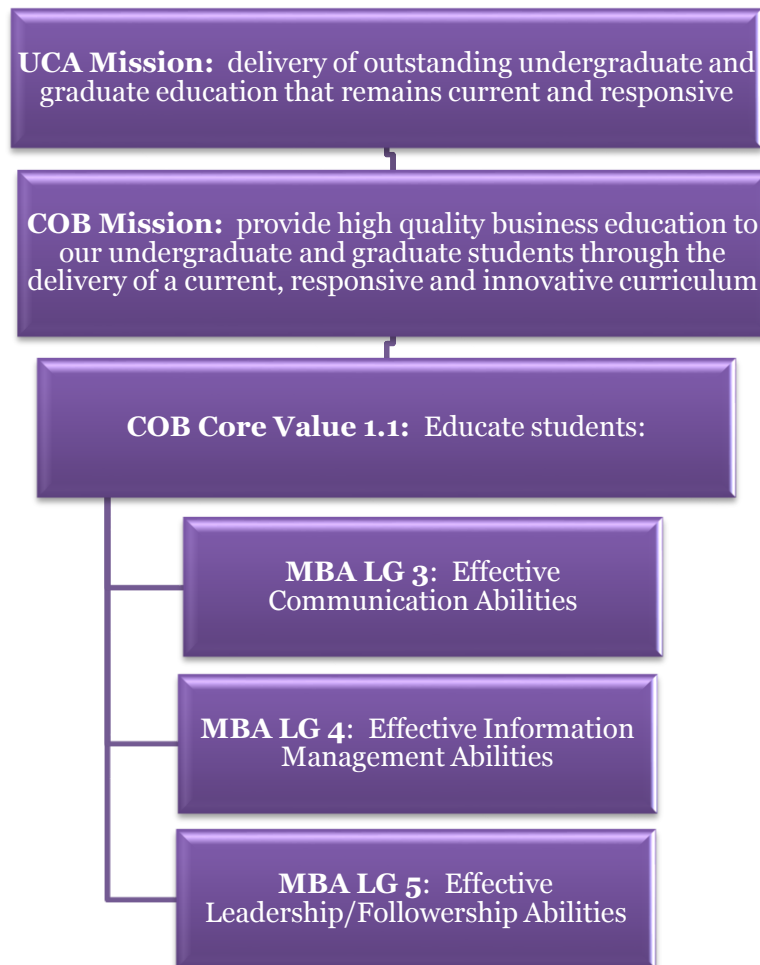 UCA Mission: delivery of outstanding undergraduate and
graduate education that remains current and responsive
COB Mission: provide high quality business education to
our undergraduate and graduate students through the
delivery of a current, responsive and innovative curriculum
COB Core Value 1.1: Educate students:
MBA LG 3: Effective
Communication Abilities
MBA LG 4: Effective Information
Management Abilities
MBA LG 5: Effective
Leadership/Followership Abilities